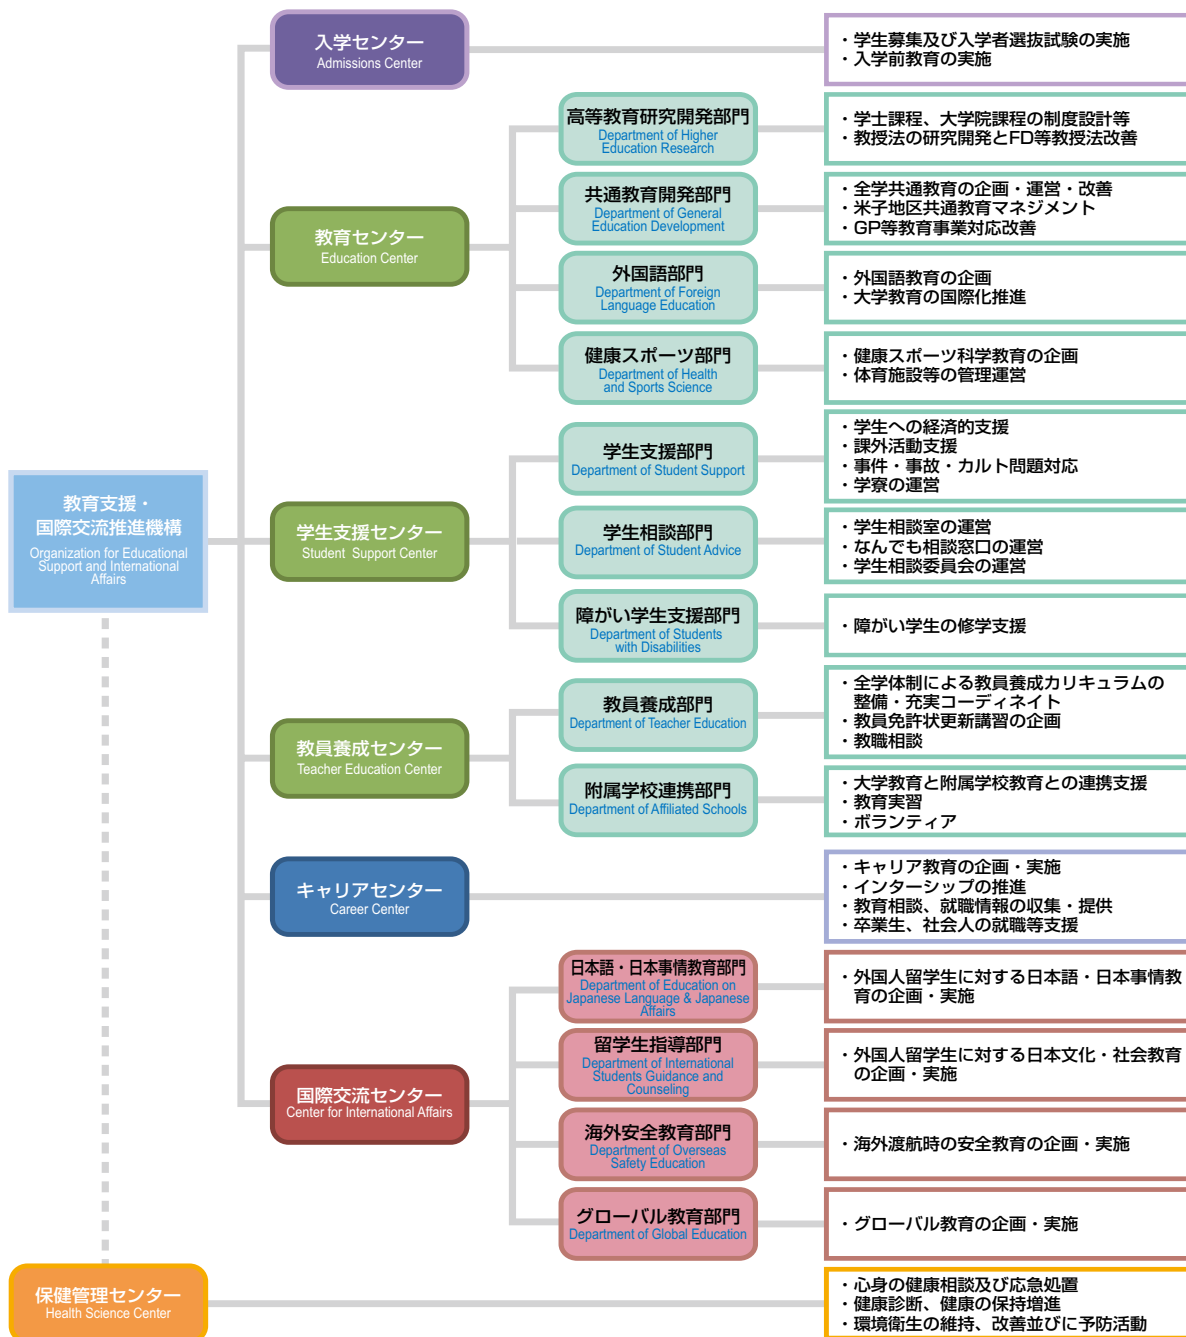 入学センター
Admissions Center
・学生募集及び入学者選抜試験の実施
・入学前教育の実施
高等教育研究開発部門
Department of Higher
Education Research
・学士課程、大学院課程の制度設計等
・教授法の研究開発とFD等教授法改善
共通教育開発部門
Department of General
Education Development
・全学共通教育の企画・運営・改善
・米子地区共通教育マネジメント
・GP等教育事業対応改善
教育センター
Education Center
外国語部門
Department of Foreign
Language Education
・外国語教育の企画
・大学教育の国際化推進
健康スポーツ部門
Department of Health
and Sports Science
・健康スポーツ科学教育の企画
・体育施設等の管理運営
学生支援部門
Department of Student Support
・学生への経済的支援
・課外活動支援
・事件・事故・カルト問題対応
・学寮の運営
教育支援・
国際交流推進機構
Organization for Educational
Support and International
Affairs
学生支援センター
Student Support Center
学生相談部門
Department of Student Advice
・学生相談室の運営
・なんでも相談窓口の運営
・学生相談委員会の運営
障がい学生支援部門
Department of Students
with Disabilities
・障がい学生の修学支援
教員養成部門
Department of Teacher Education
・全学体制による教員養成カリキュラムの
整備・充実コーディネイト
・教員免許状更新講習の企画
・教職相談
教員養成センター
Teacher Education Center
附属学校連携部門
Department of Affiliated Schools
・大学教育と附属学校教育との連携支援
・教育実習
・ボランティア
キャリアセンター
Career Center
・キャリア教育の企画・実施
・インターシップの推進
・教育相談、就職情報の収集・提供
・卒業生、社会人の就職等支援
日本語・日本事情教育部門
Department of Education on
Japanese Language & Japanese
Affairs
・外国人留学生に対する日本語・日本事情教
育の企画・実施
留学生指導部門
Department of International
Students Guidance and
Counseling
・外国人留学生に対する日本文化・社会教育
の企画・実施
国際交流センター
Center for International Affairs
海外安全教育部門
Department of Overseas
Safety Education
・海外渡航時の安全教育の企画・実施
グローバル教育部門
Department of Global Education
・グローバル教育の企画・実施
保健管理センター
Health Science Center
・心身の健康相談及び応急処置
・健康診断、健康の保持増進
・環境衛生の維持、改善並びに予防活動